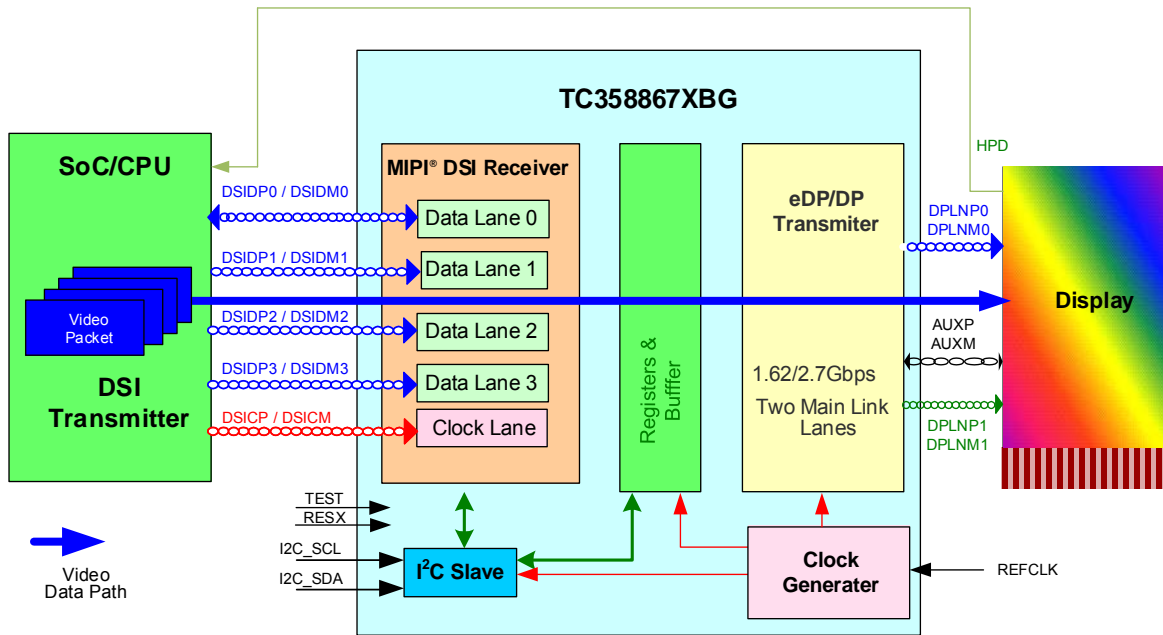 TC358867XBG
SoC/CPU
DSIDP0 / DSIDM0
DSIDP1 / DSIDM1
Video
Packet
DSIDP2 / DSIDM2
DSIDP3 / DSIDM3
DSI
Transmitter
DSICP / DSICM
MIPI® DSI Receiver
Data Lane 0
Data Lane 1
Data Lane 2
Data Lane 3
Clock Lane
Registers &
Bufffer
eDP/DP
Transmiter
1.62/2.7Gbps
Two Main Link
Lanes
HPD
DPLNP0
DPLNM0
Display
AUXP
AUXM
DPLNP1
DPLNM1
TEST
RESX
I2C_SCL
I2C_SDA
I²C Slave
Clock
Generater
REFCLK
Video
Data Path